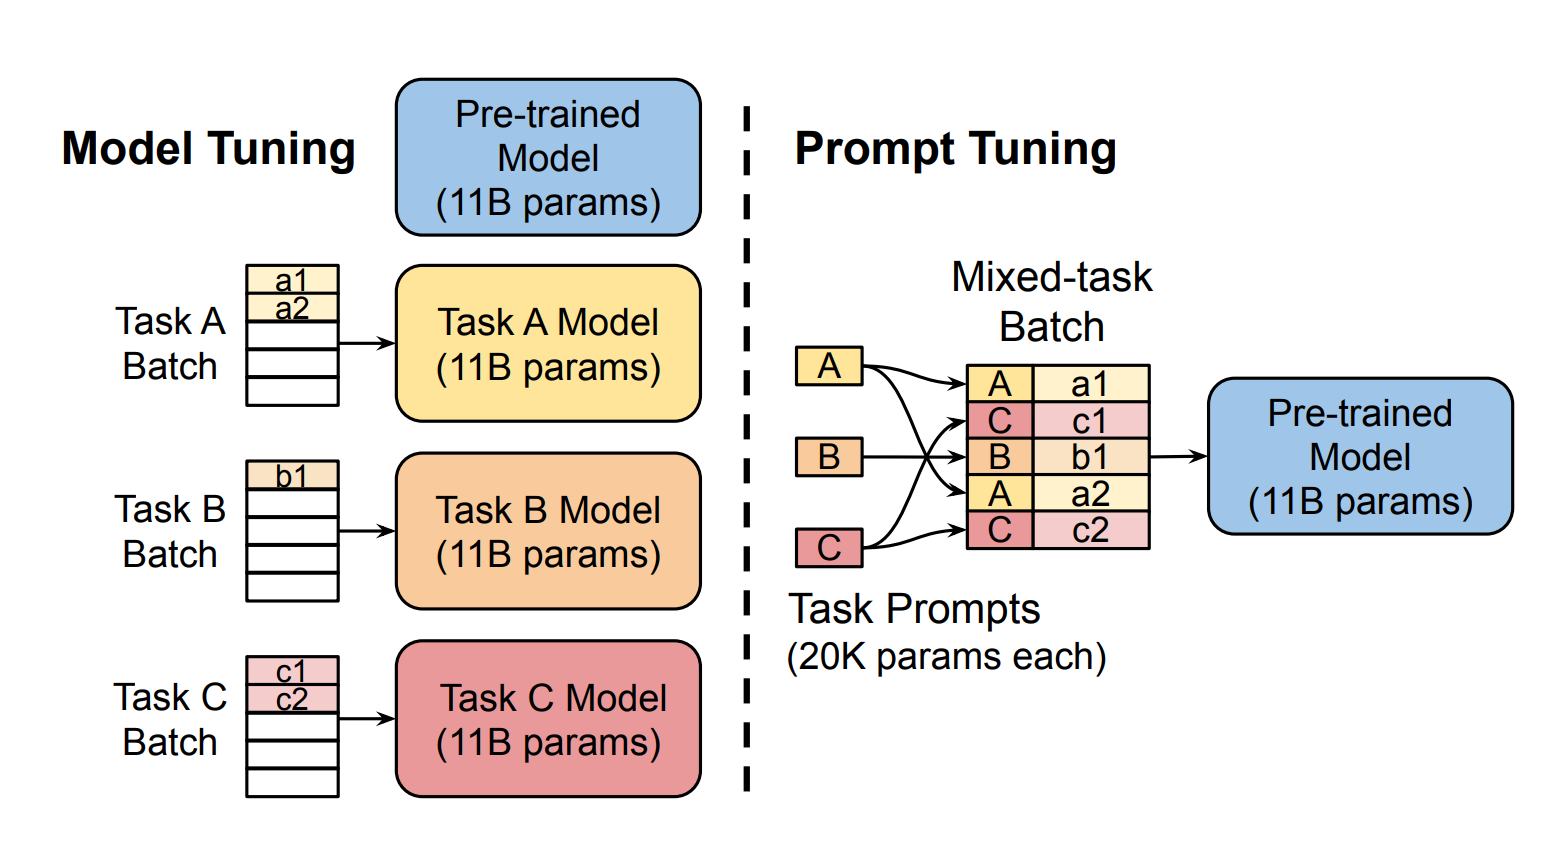 Model Tuning
Pre-trained
Model
(11B params)
Task A
Batch
a1
a2
Task A Model
(11B params)
Task B
Batch
b1
Task B Model
(11B params)
Task C
Batch
c1
c2
Task C Model
(11B params)
Prompt Tuning
Mixed-task
Batch
A
B
C
A a1
C c1
B b1
A a2
C c2
Task Prompts
(20K params each)
Pre-trained
Model
(11B params)